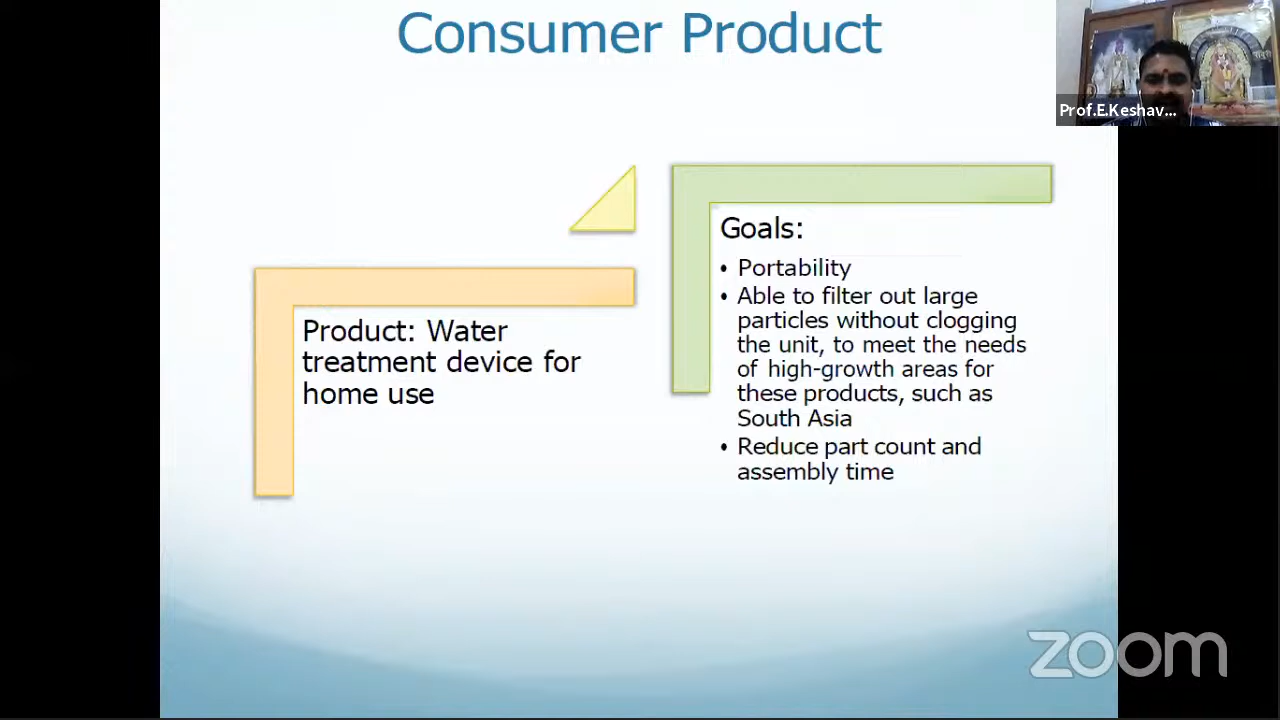 Consumer Product
Prof.E.Keshav...
Goals:
• Portability
• Able to filter out large
particles without clogging
the unit, to meet the needs
of high-growth areas for
these products, such as
South Asia
• Reduce part count and
assembly time
Product: Water
treatment device for
home use
zoom